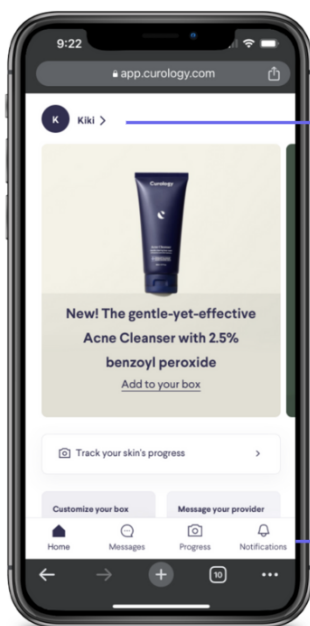 9:22
app.curology.com
K
Kiki
Curology
New! The gentle-yet-effective
Acne Cleanser with 2.5%
benzoyl peroxide
Add to your box
Track your skin's progress
Customize your box
Message your provider
Home
Messages
Progress
Notifications
10